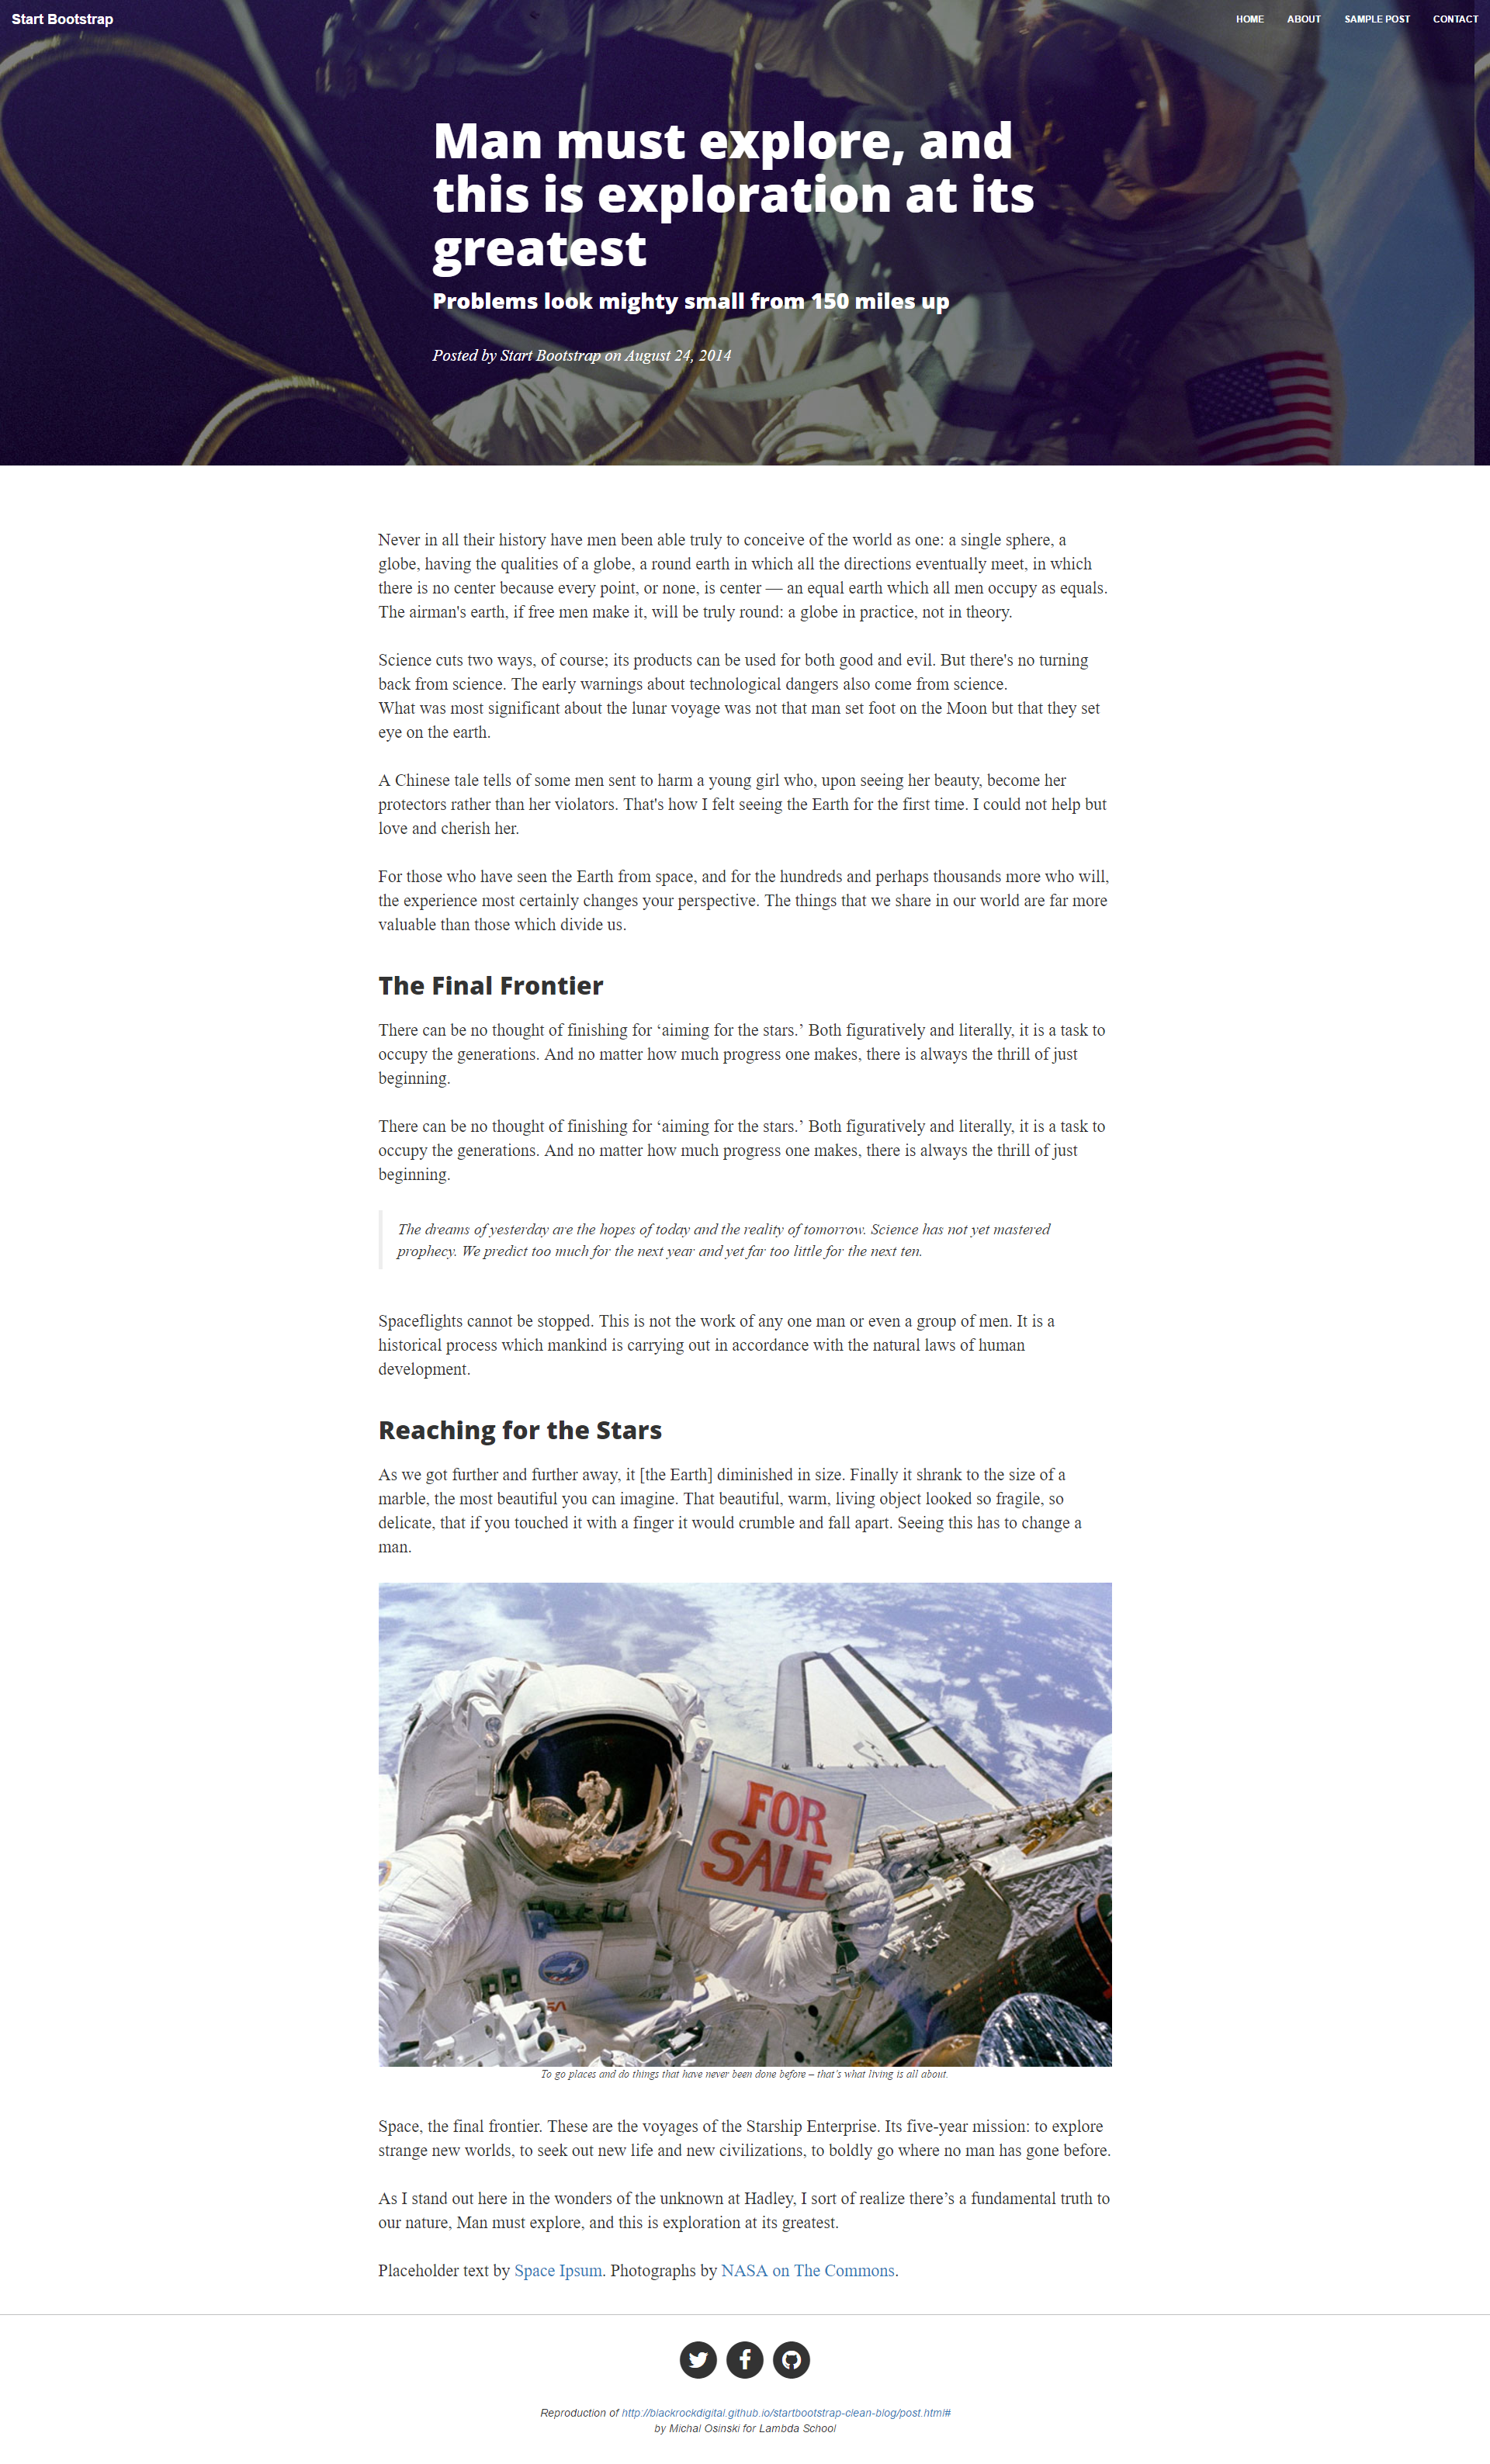 Start Bootstrap
HOME ABOUT SAMPLE POST CONTACT
Man must explore, and
this is exploration at its
greatest
Problems look mighty small from 150 miles up
Posted by Start Bootstrap on August 24, 2014
Never in all their history have men been able truly to conceive of the world as one: a single sphere, a
globe, having the qualities of a globe, a round earth in which all the directions eventually meet, in which
there is no center because every point, or none, is center — an equal earth which all men occupy as equals.
The airman's earth, if free men make it, will be truly round: a globe in practice, not in theory.
Science cuts two ways, of course; its products can be used for both good and evil. But there's no turning
back from science. The early warnings about technological dangers also come from science.
What was most significant about the lunar voyage was not that man set foot on the Moon but that they set
eye on the earth.
A Chinese tale tells of some men sent to harm a young girl who, upon seeing her beauty, become her
protectors rather than her violators. That's how I felt seeing the Earth for the first time. I could not help but
love and cherish her.
For those who have seen the Earth from space, and for the hundreds and perhaps thousands more who will,
the experience most certainly changes your perspective. The things that we share in our world are far more
valuable than those which divide us.
The Final Frontier
There can be no thought of finishing for ‘aiming for the stars.’ Both figuratively and literally, it is a task to
occupy the generations. And no matter how much progress one makes, there is always the thrill of just
beginning.
There can be no thought of finishing for ‘aiming for the stars.’ Both figuratively and literally, it is a task to
occupy the generations. And no matter how much progress one makes, there is always the thrill of just
beginning.
The dreams of yesterday are the hopes of today and the reality of tomorrow. Science has not yet mastered
prophecy. We predict too much for the next year and yet far too little for the next ten.
Spaceflights cannot be stopped. This is not the work of any one man or even a group of men. It is a
historical process which mankind is carrying out in accordance with the natural laws of human
development.
Reaching for the Stars
As we got further and further away, it [the Earth] diminished in size. Finally it shrank to the size of a
marble, the most beautiful you can imagine. That beautiful, warm, living object looked so fragile, so
delicate, that if you touched it with a finger it would crumble and fall apart. Seeing this has to change a
man.
FOR
SALE
To go places and do things that have never been done before – that’s what living is all about.
Space, the final frontier. These are the voyages of the Starship Enterprise. Its five-year mission: to explore
strange new worlds, to seek out new life and new civilizations, to boldly go where no man has gone before.
As I stand out here in the wonders of the unknown at Hadley, I sort of realize there’s a fundamental truth to
our nature, Man must explore, and this is exploration at its greatest.
Placeholder text by Space Ipsum. Photographs by NASA on The Commons.
Reproduction of http://blackrockdigital.github.io/startbootstrap-clean-blog/post.html#
by Michal Osinski for Lambda School